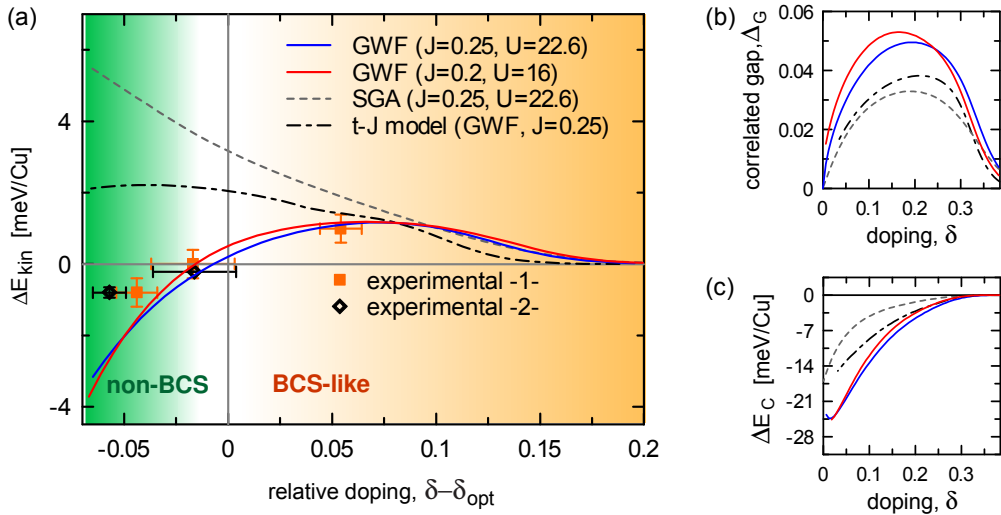 (a)
GWF (J=0.25, U=22.6)
GWF (J=0.2, U=16)
SGA (J=0.25, U=22.6)
t-J model (GWF, J=0.25)
experimental -1-
experimental -2-
non-BCS
BCS-like
ΔE_kin [meV/Cu]
4
0
-4
-0.05 0 0.05 0.1 0.15 0.2
relative doping, δ−δ_opt
(b)
correlated gap, Δ_G
0.06
0.04
0.02
0.00
0 0.1 0.2 0.3
doping, δ
(c)
ΔE_C [meV/Cu]
0
-7
-14
-21
-28
0 0.1 0.2 0.3
doping, δ